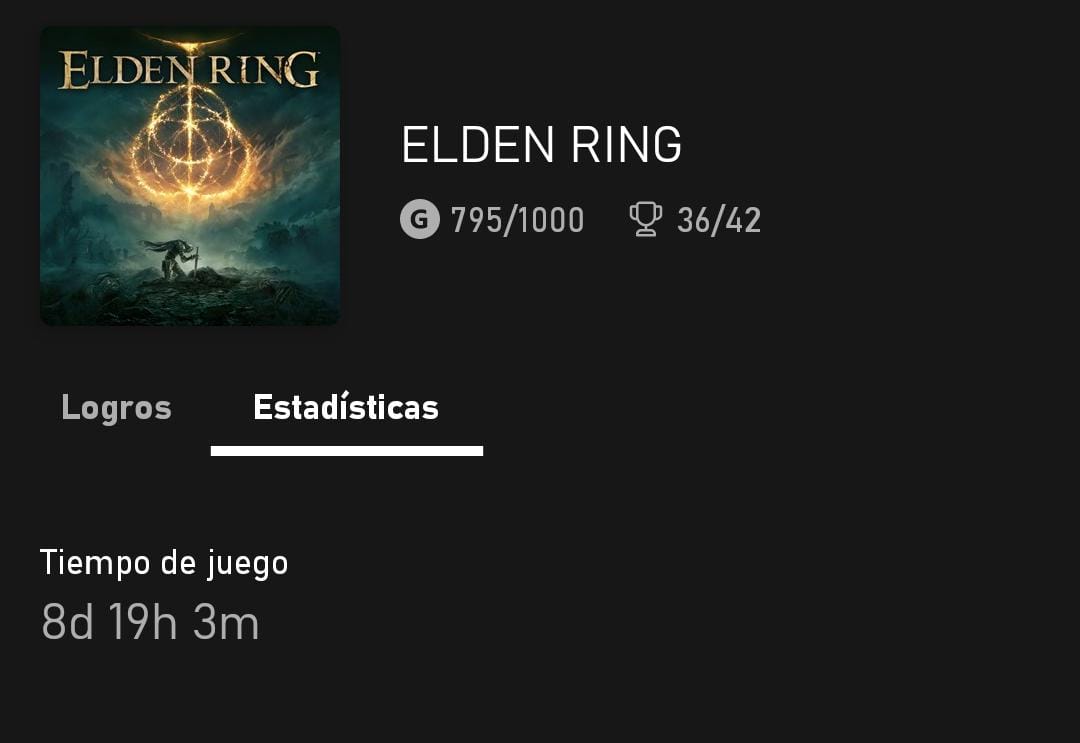 ELDEN RING
ELDEN RING
G 795/1000 36/42
Logros Estadísticas
Tiempo de juego
8d 19h 3m